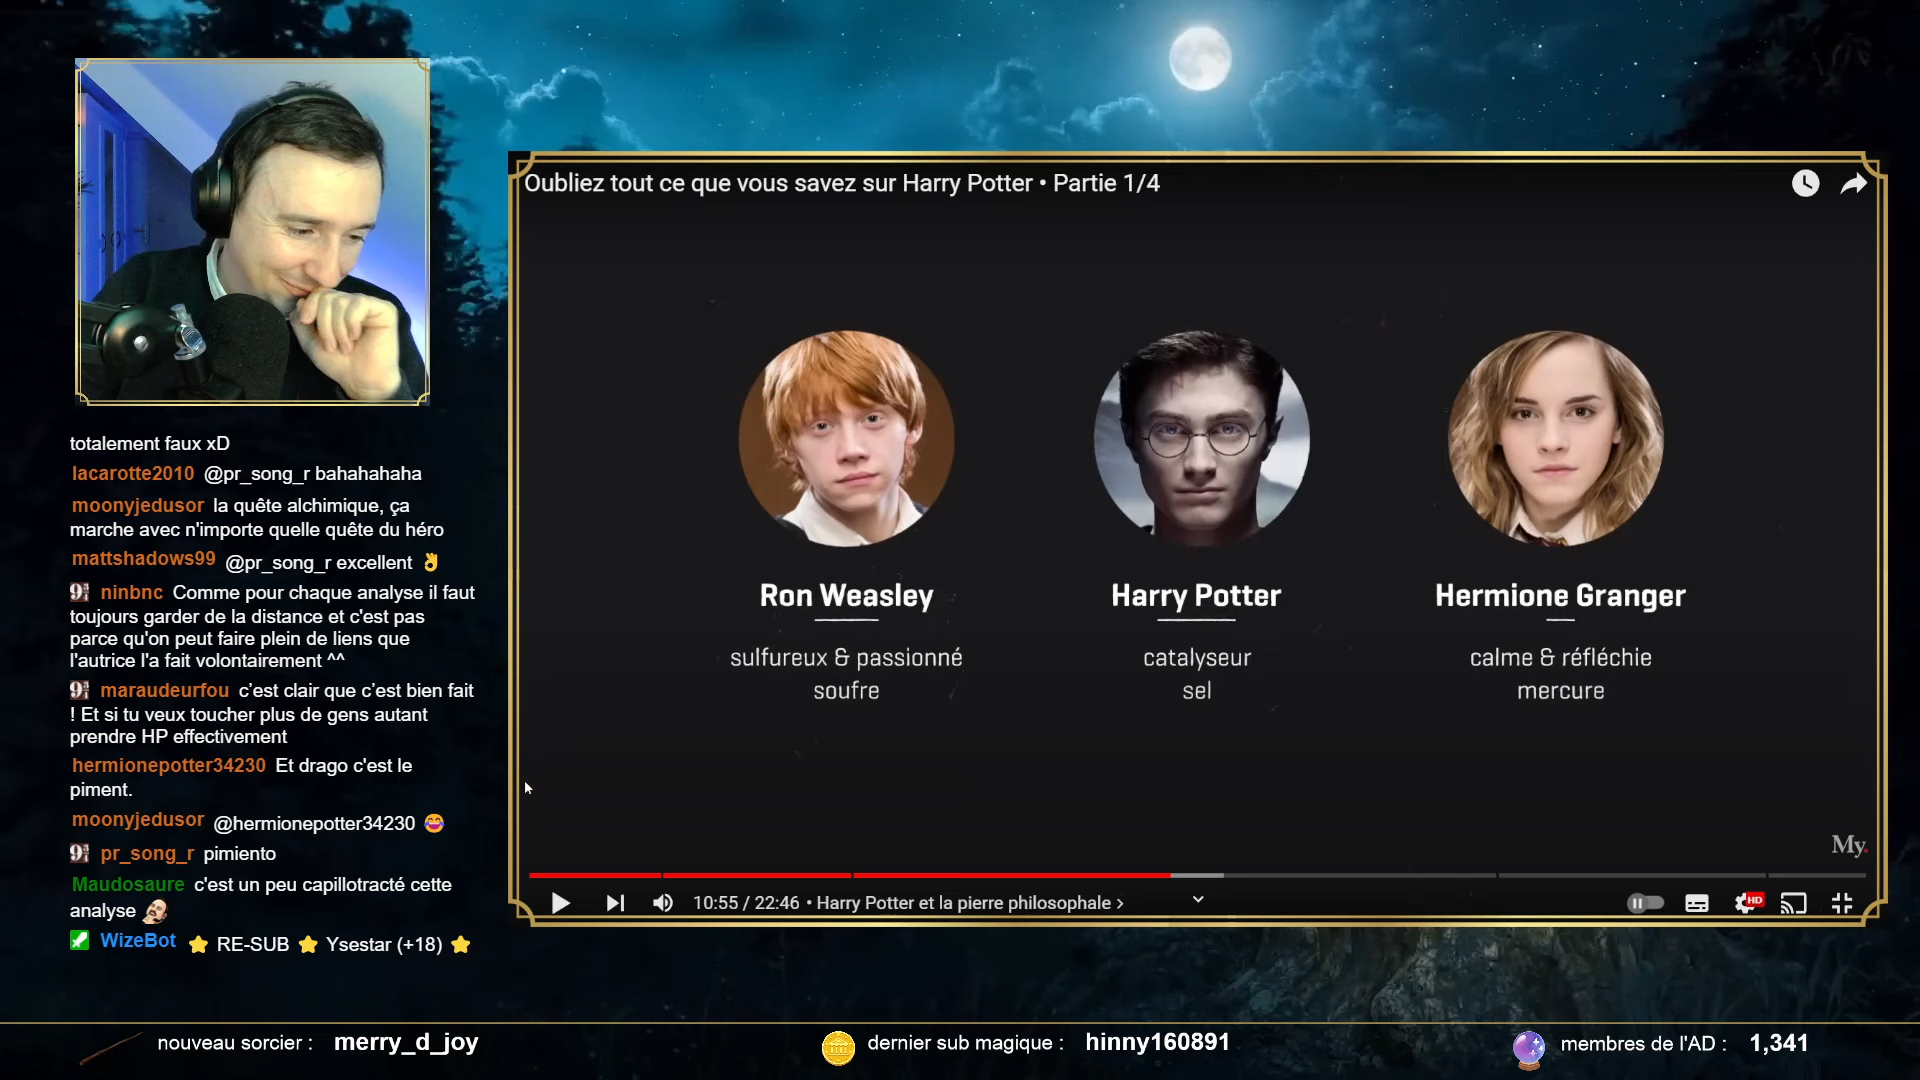 Oubliez tout ce que vous savez sur Harry Potter • Partie 1/4
Ron Weasley
sulfureux & passionné
soufre
Harry Potter
catalyseur
sel
Hermione Granger
calme & réfléchie
mercure
My.
10:55 / 22:46 • Harry Potter et la pierre philosophale ›
HD
totalement faux xD
lacarotte2010 @pr_song_r bahahahaha
moonyjedusor la quête alchimique, ça
marche avec n'importe quelle quête du héro
mattshadows99 @pr_song_r excellent 👌
ninbnc Comme pour chaque analyse il faut
toujours garder de la distance et c'est pas
parce qu'on peut faire plein de liens que
l'autrice l'a fait volontairement ^^
maraudeurfou c’est clair que c’est bien fait
! Et si tu veux toucher plus de gens autant
prendre HP effectivement
hermionepotter34230 Et drago c'est le
piment.
moonyjedusor @hermionepotter34230 😂
pr_song_r pimiento
Maudosaure c'est un peu capillotracté cette
analyse
WizeBot ⭐ RE-SUB ⭐ Ysestar (+18) ⭐
nouveau sorcier : merry_d_joy
dernier sub magique : hinny160891
membres de l'AD : 1,341